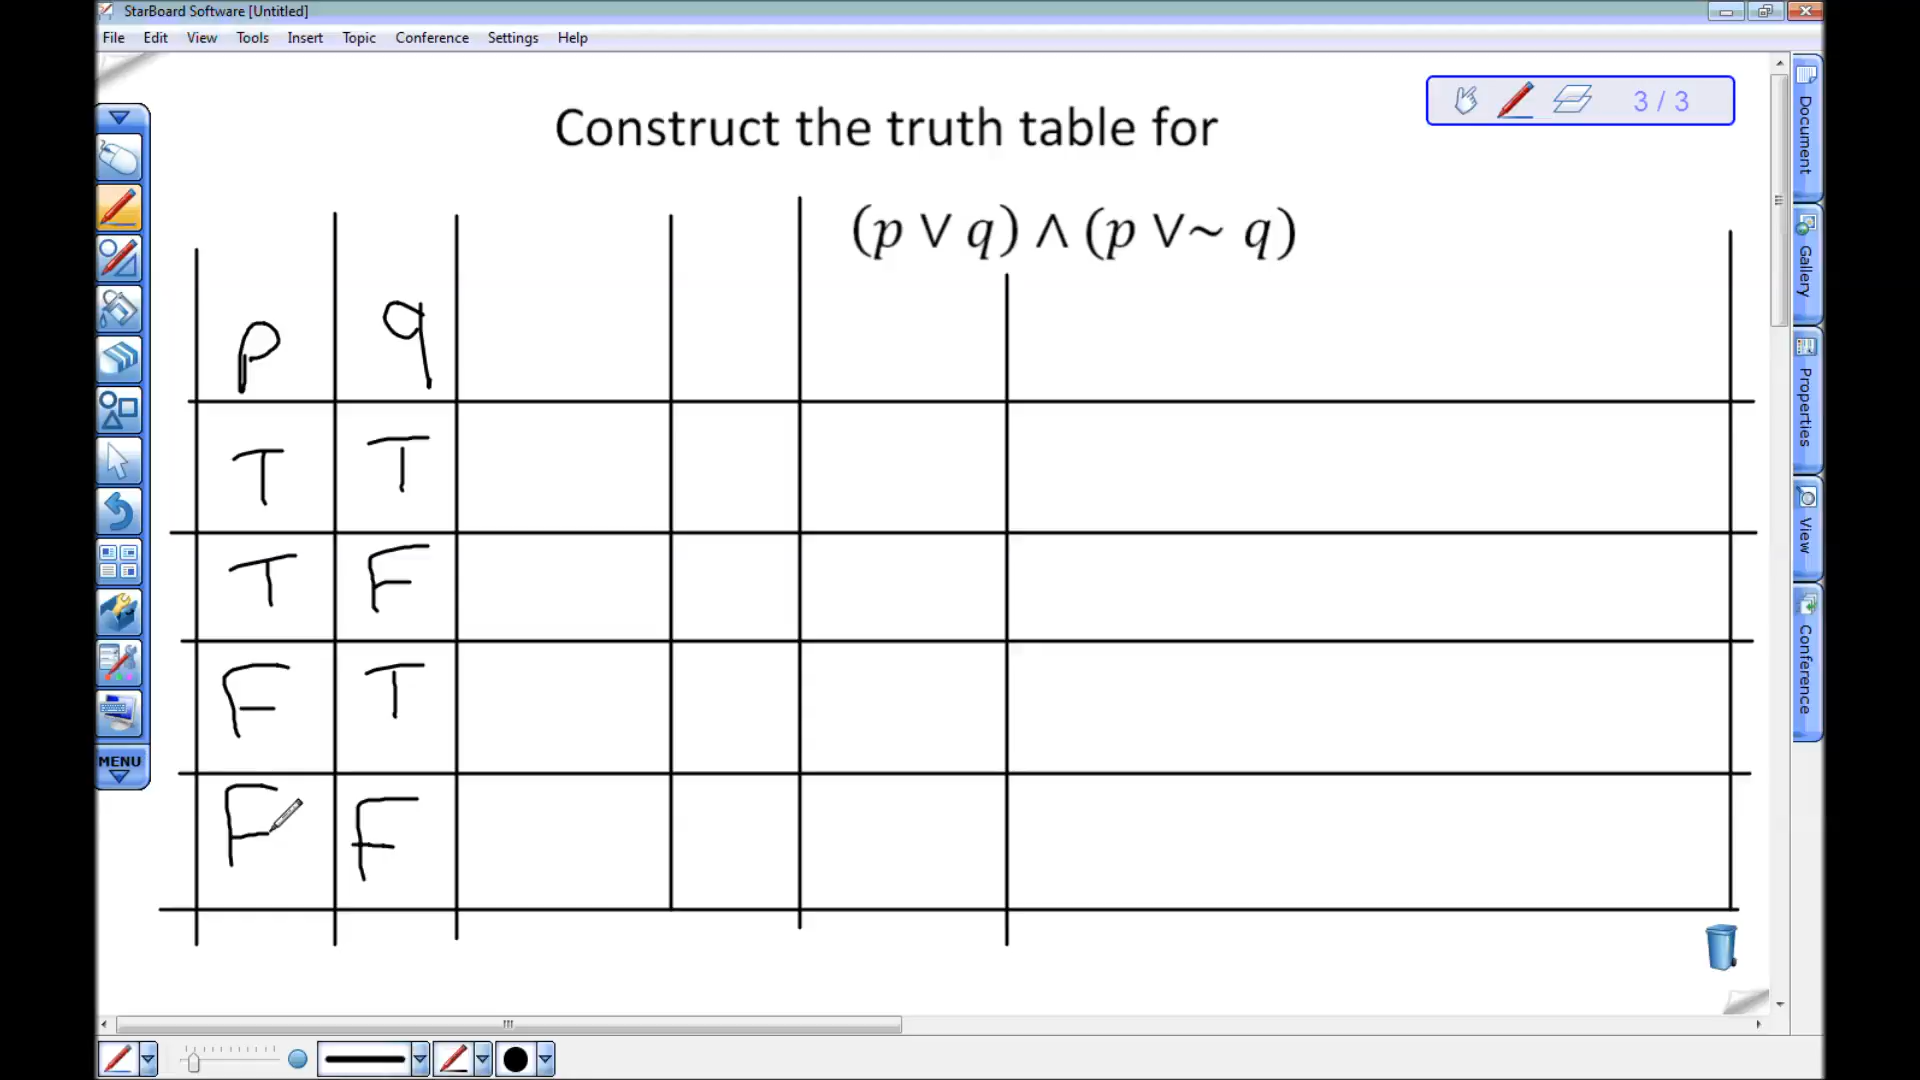 StarBoard Software [Untitled]
File Edit View Tools Insert Topic Conference Settings Help
3 / 3
Construct the truth table for
(p ∨ q) ∧ (p ∨~ q)
p q
T T
T F
F T
F F
MENU
Document
Gallery
Properties
View
Conference